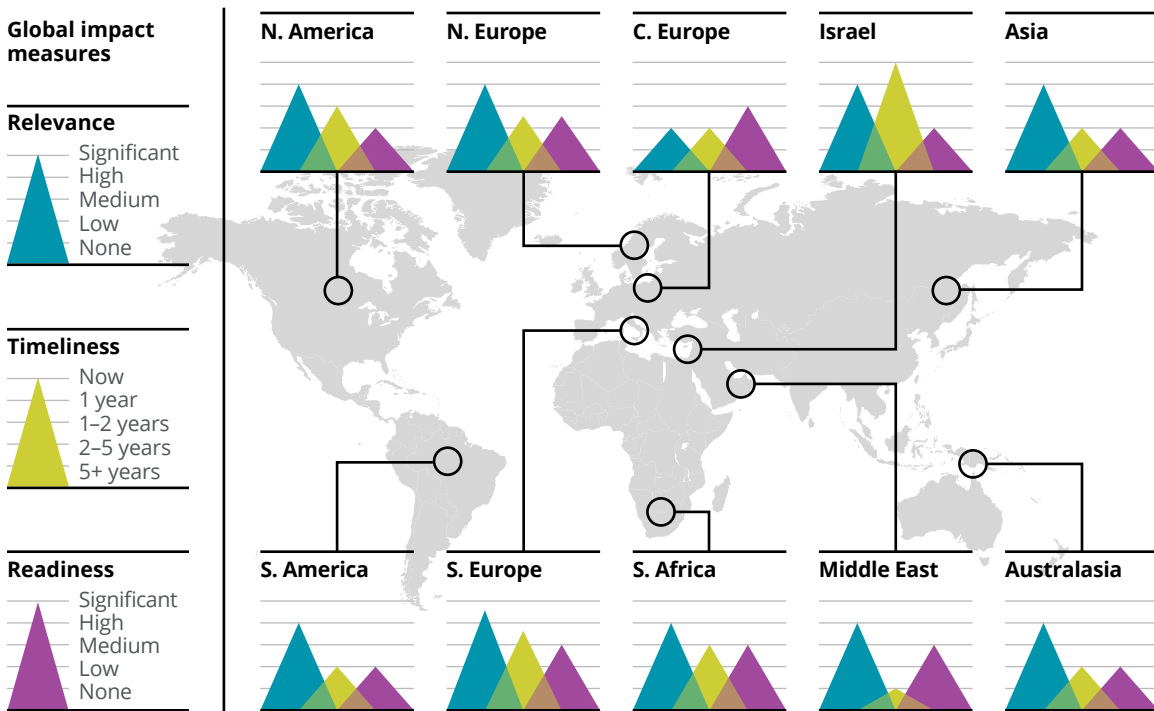 Global impact
measures
Relevance
Significant
High
Medium
Low
None
Timeliness
Now
1 year
1–2 years
2–5 years
5+ years
Readiness
Significant
High
Medium
Low
None
N. America
N. Europe
C. Europe
Israel
Asia
S. America
S. Europe
S. Africa
Middle East
Australasia